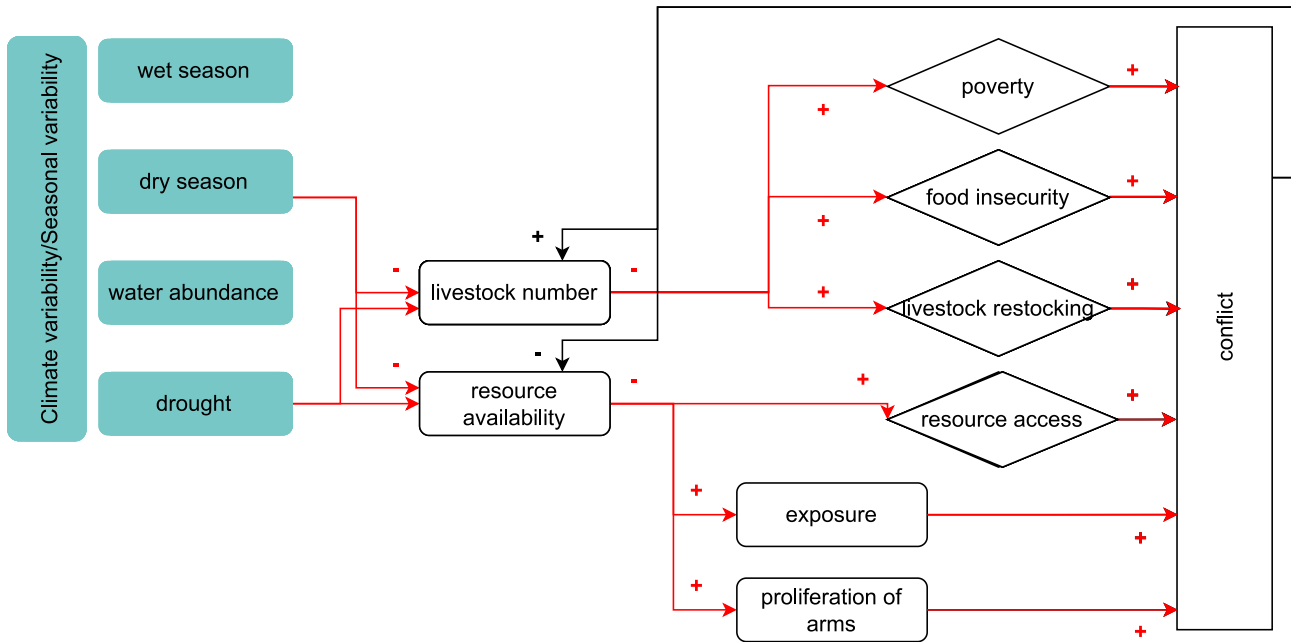 Climate variability/Seasonal variability
wet season
dry season
water abundance
drought
+
-
livestock number
-
-
-
resource
availability
-
+
poverty
+
+
food insecurity
+
+
livestock restocking
+
+
resource access
+
+
exposure
+
+
proliferation of
arms
+
conflict